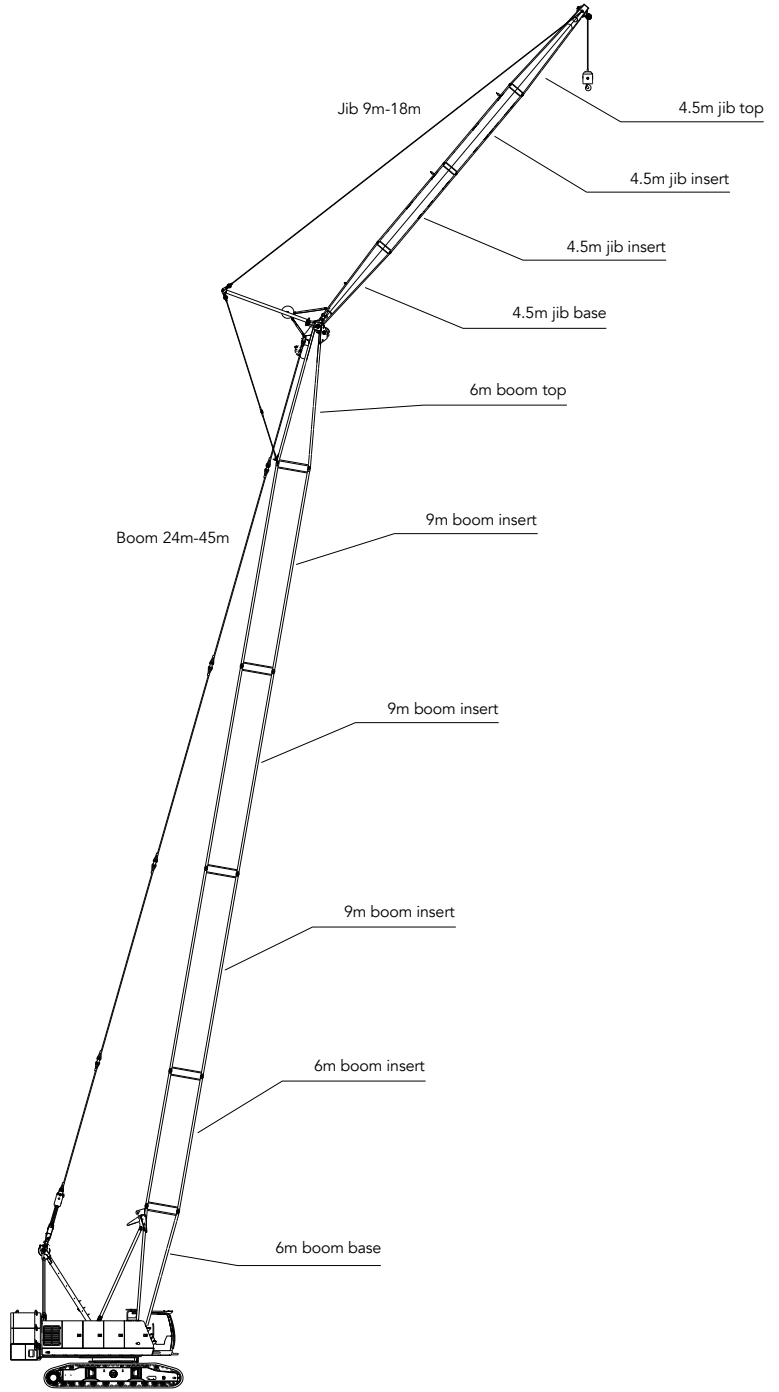 Jib 9m-18m
4.5m jib top
4.5m jib insert
4.5m jib insert
4.5m jib base
6m boom top
9m boom insert
Boom 24m-45m
9m boom insert
9m boom insert
6m boom insert
6m boom base